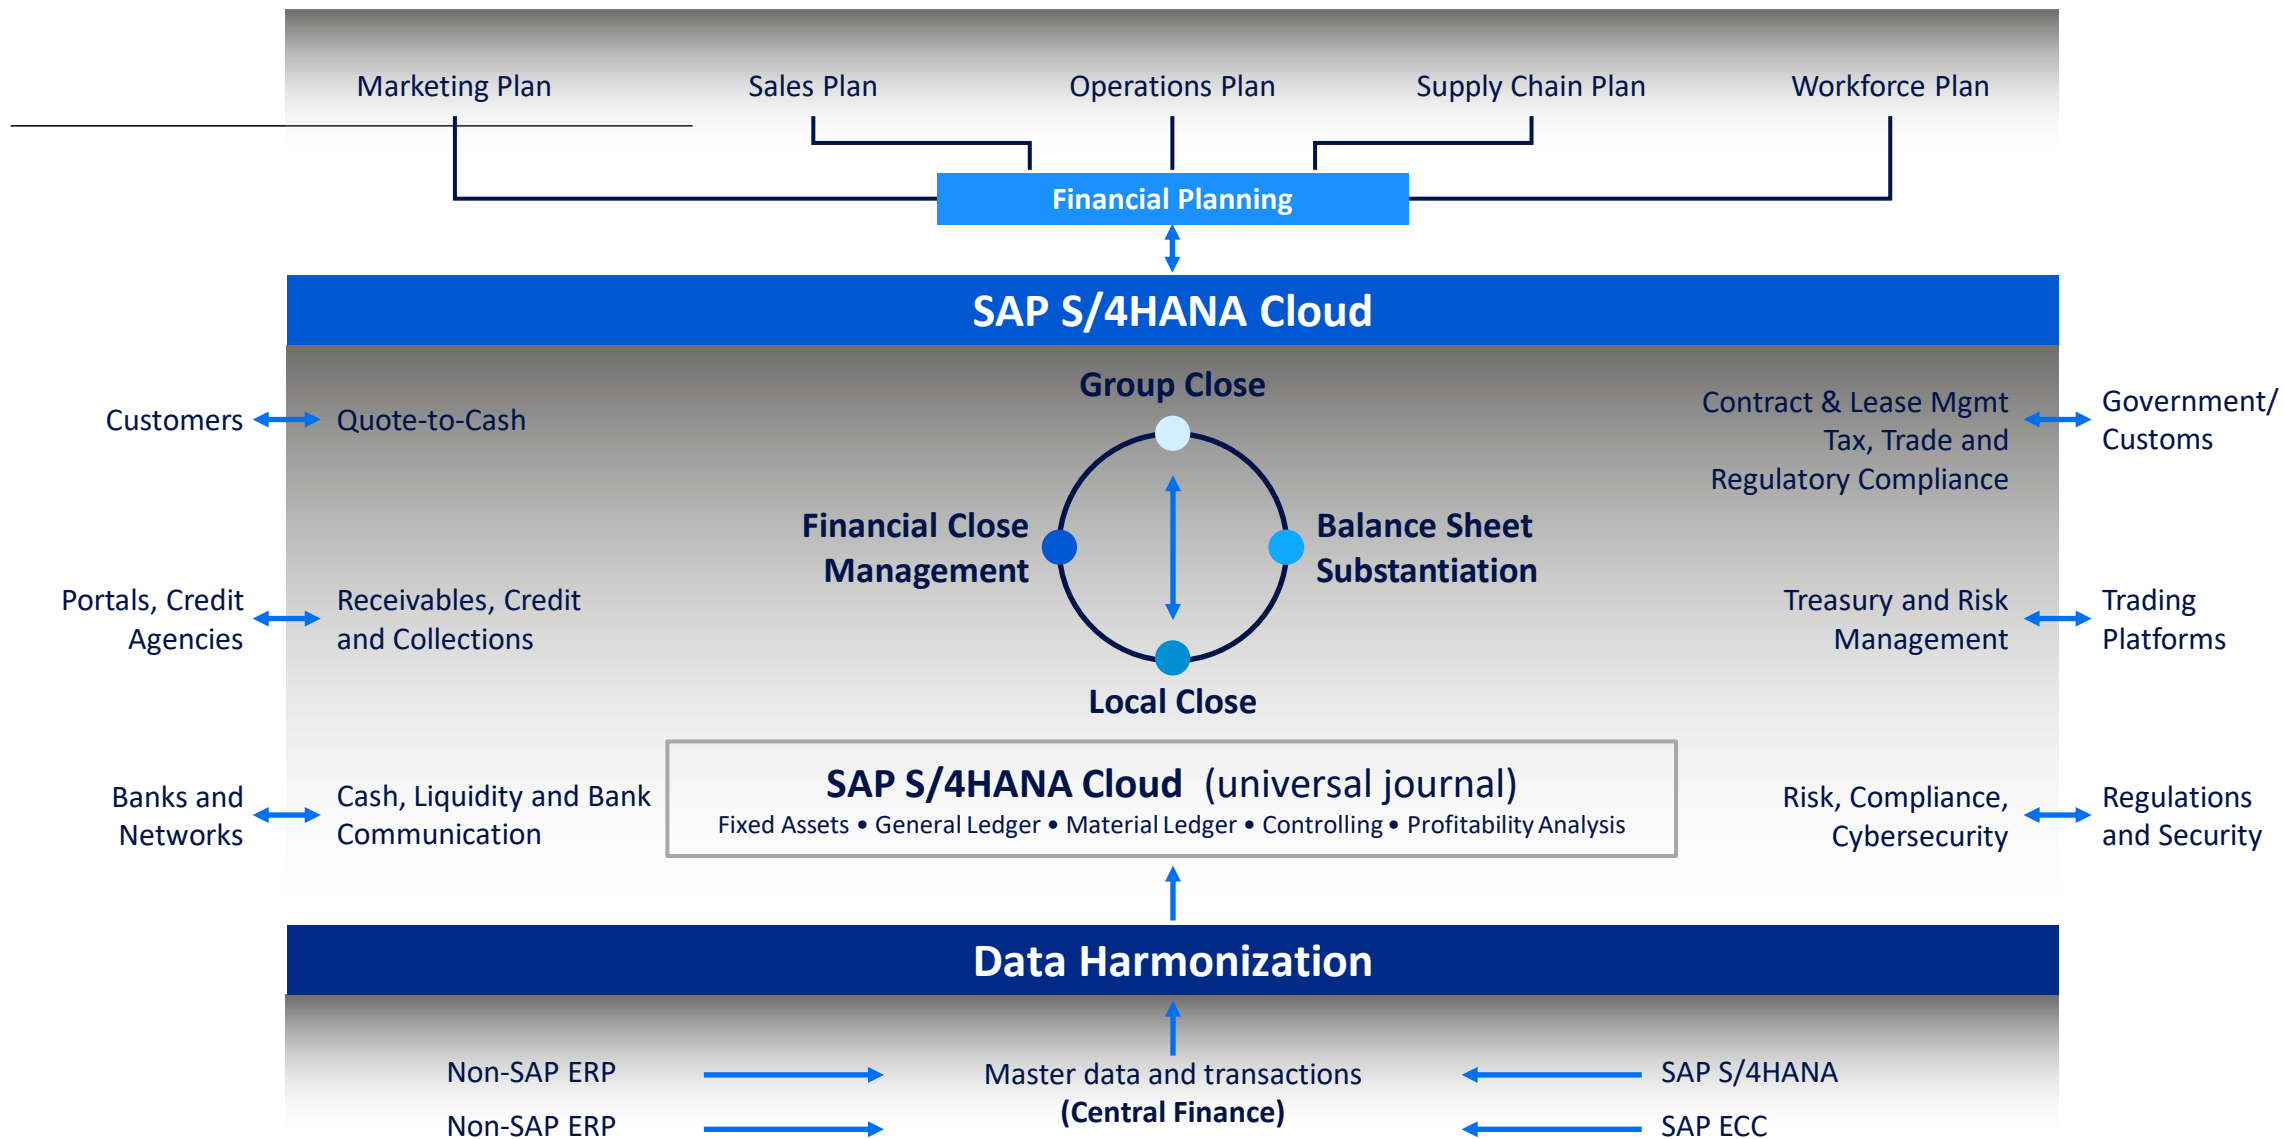 Marketing Plan
Sales Plan
Operations Plan
Supply Chain Plan
Workforce Plan
Financial Planning
SAP S/4HANA Cloud
Customers
Quote-to-Cash
Portals, Credit
Agencies
Receivables, Credit
and Collections
Banks and
Networks
Cash, Liquidity and Bank
Communication
Group Close
Financial Close
Management
Balance Sheet
Substantiation
Local Close
SAP S/4HANA Cloud (universal journal)
Fixed Assets • General Ledger • Material Ledger • Controlling • Profitability Analysis
Contract & Lease Mgmt
Tax, Trade and
Regulatory Compliance
Government/
Customs
Treasury and Risk
Management
Trading
Platforms
Risk, Compliance,
Cybersecurity
Regulations
and Security
Data Harmonization
Non-SAP ERP
Non-SAP ERP
Master data and transactions
(Central Finance)
SAP S/4HANA
SAP ECC